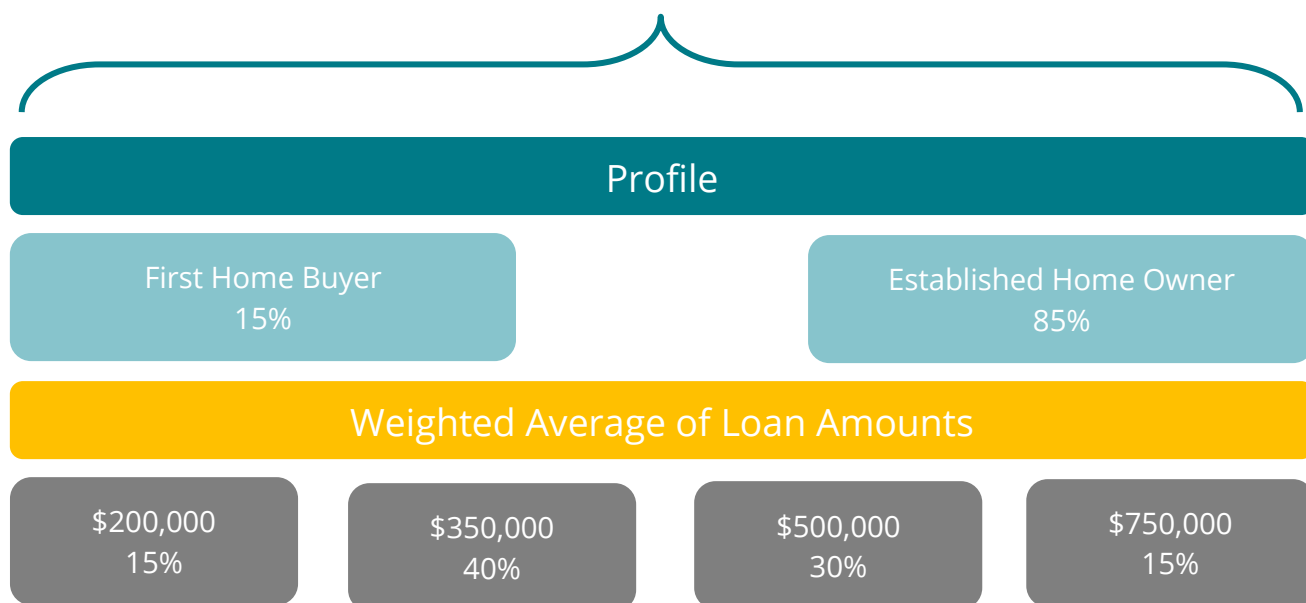 Profile
First Home Buyer
15%
Established Home Owner
85%
Weighted Average of Loan Amounts
$200,000
15%
$350,000
40%
$500,000
30%
$750,000
15%